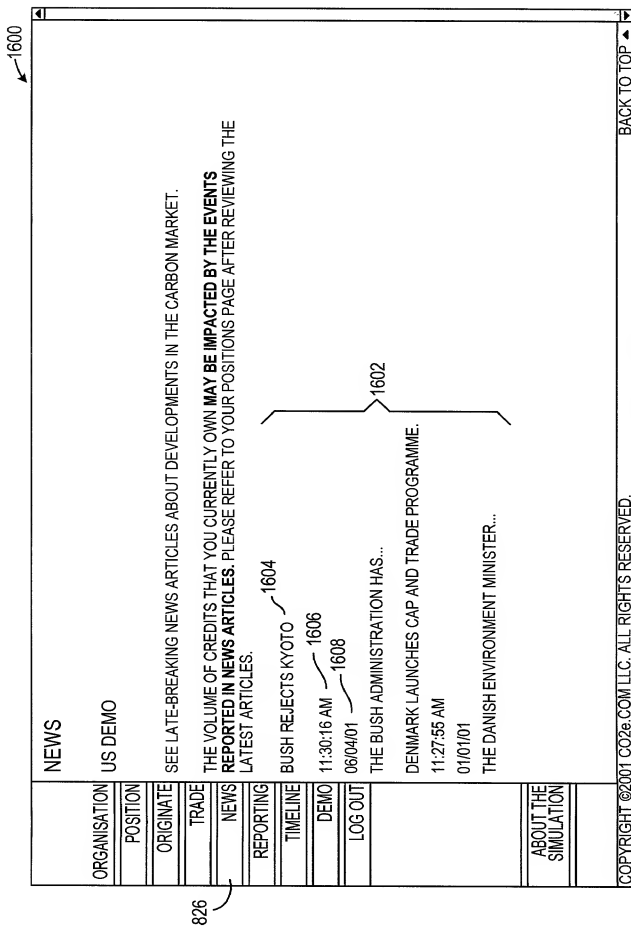 1600
NEWS
ORGANISATION
POSITION
ORIGINATE
TRADE
NEWS
REPORTING
TIMELINE
DEMO
LOG OUT
ABOUT THE
SIMULATION
826
US DEMO
SEE LATE-BREAKING NEWS ARTICLES ABOUT DEVELOPMENTS IN THE CARBON MARKET.
THE VOLUME OF CREDITS THAT YOU CURRENTLY OWN MAY BE IMPACTED BY THE EVENTS
REPORTED IN NEWS ARTICLES. PLEASE REFER TO YOUR POSITIONS PAGE AFTER REVIEWING THE
LATEST ARTICLES.
BUSH REJECTS KYOTO 1604
11:30:16 AM 1606
06/04/01 1608
THE BUSH ADMINISTRATION HAS...
1602
DENMARK LAUNCHES CAP AND TRADE PROGRAMME.
11:27:55 AM
01/01/01
THE DANISH ENVIRONMENT MINISTER...
COPYRIGHT ©2001 CO2e.COM LLC. ALL RIGHTS RESERVED.
BACK TO TOP